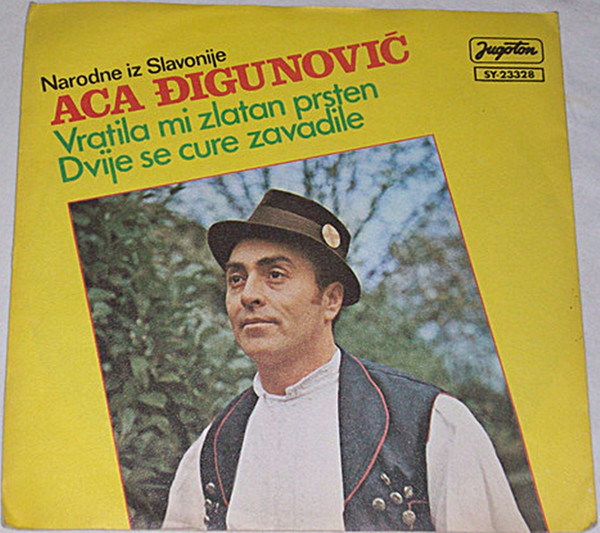 Narodne iz Slavonije
ACA ĐIGUNOVIĆ
Vratila mi zlatan prsten
Dvije se cure zavadile
Jugoton
SY-23328